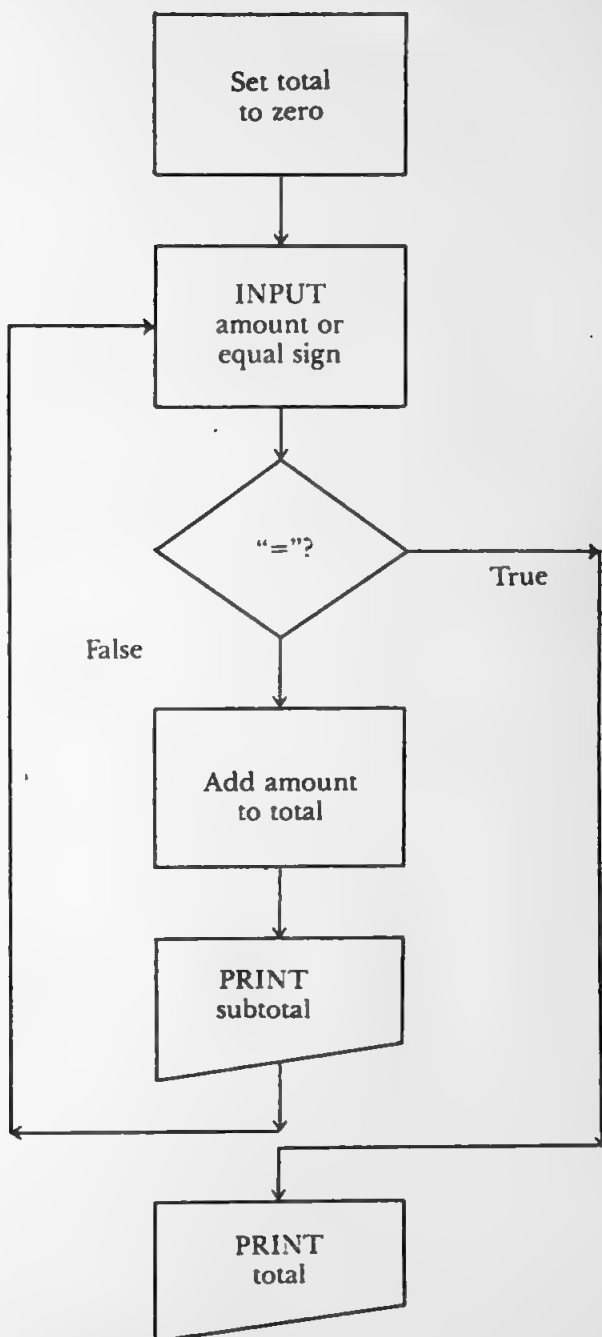 Set total
to zero
INPUT
amount or
equal sign
“=”?
True
False
Add amount
to total
PRINT
subtotal
PRINT
total